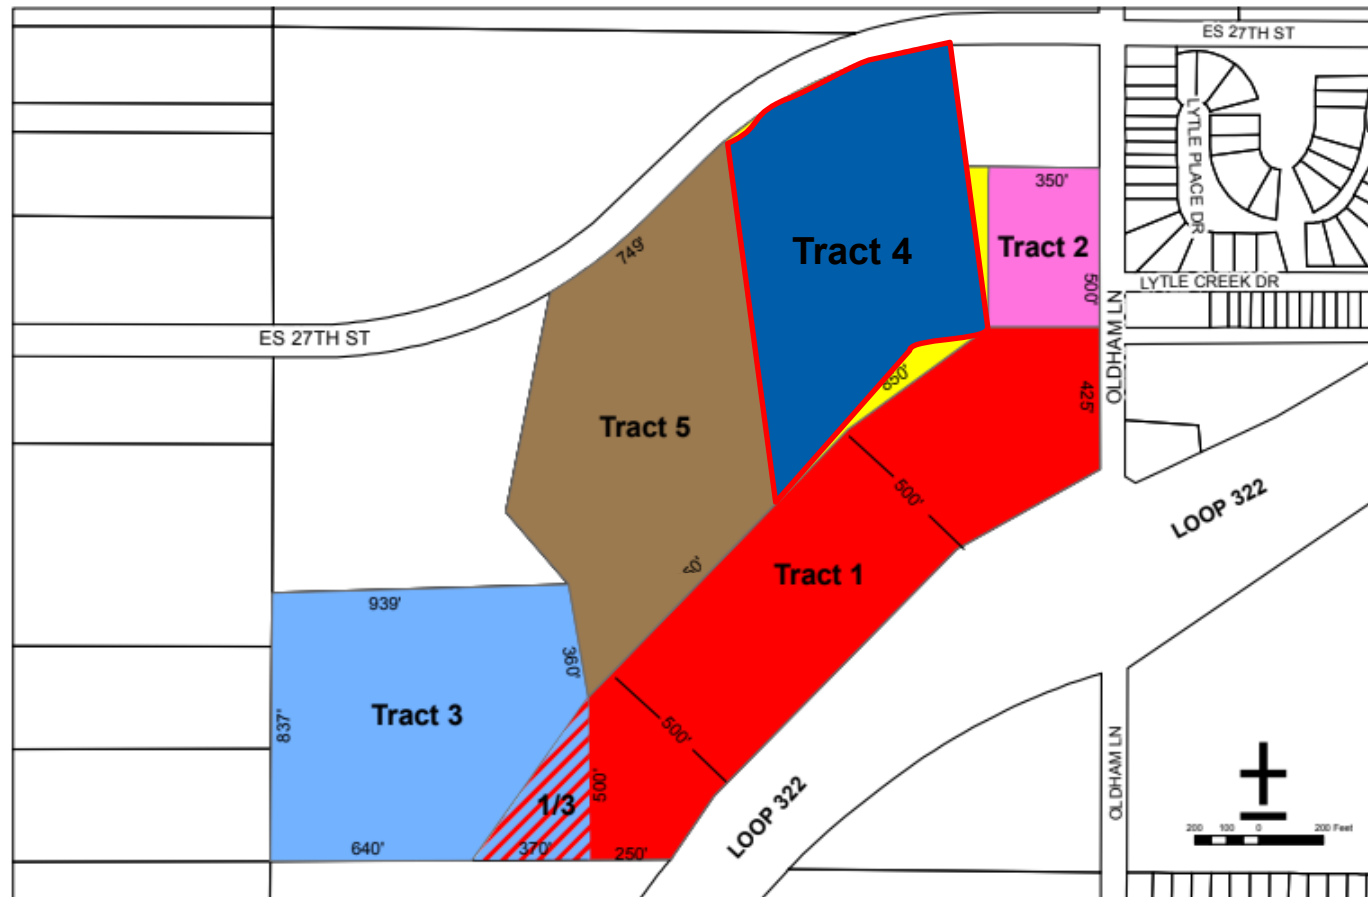 ES 27TH ST
LYTLE PLACE DR
350'
Tract 4
Tract 2
749'
500'
LYTLE CREEK DR
ES 27TH ST
OLDHAM LN
850'
425'
Tract 5
500'
LOOP 322
Tract 1
939'
360'
Tract 3
837'
500'
OLDHAM LN
500'
1/3
LOOP 322
200 100 0 200 Feet
640'
370'
250'